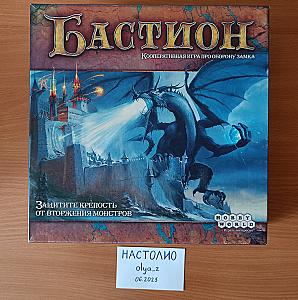 БАСТИОН
Кооперативная игра про оборону замка
Защитите крепость
от вторжения монстров
HOBBY
WORLD
НАСТОЛИО
olya_z
06.2023